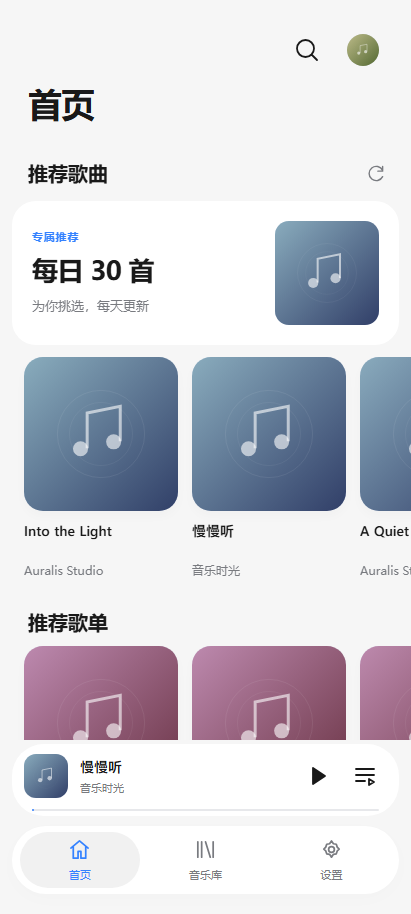 首页
推荐歌曲
专属推荐
每日 30 首
为你挑选，每天更新
Into the Light
慢慢听
A Quiet
Auralis Studio
音乐时光
Auralis
推荐歌单
慢慢听
音乐时光
首页
音乐库
设置